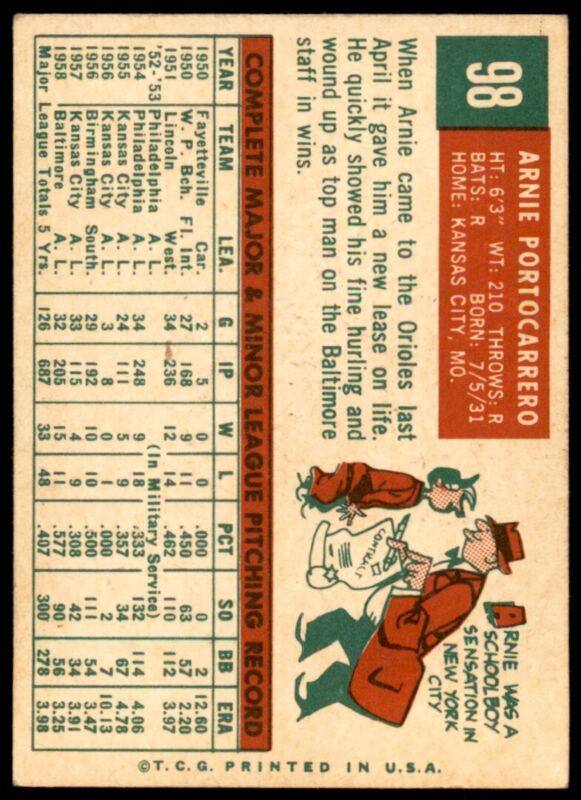 98
ARNIE PORTOCARRERO
HT: 6'3" WT: 210 THROWS: R
BATS: R BORN: 7/5/31
HOME: KANSAS CITY, MO.
When Arnie came to the Orioles last
April it gave him a new lease on life.
He quickly showed his fine hurling and
wound up as top man on the Baltimore
staff in wins.
ARNIE WAS A
SCHOOLBOY
SENSATION IN
NEW YORK
CITY
CONTRACT
COMPLETE MAJOR & MINOR LEAGUE PITCHING RECORD
YEAR TEAM LEA. G IP W L PCT SO BB ERA
1950 Fayetteville Car. 2 5 0 0 .000 0 2 12.60
1950 W. P. Bch. Fl. Int 27 168 9 11 .450 63 57 2.20
1951 Lincoln West. 34 236 12 14 .462 110 112 3.97
'52-'53 Philadelphia A. L. (In Military Service)
1954 Philadelphia A. L. 34 248 9 18 .333 132 114 4.06
1955 Kansas City A. L. 24 111 5 9 .357 34 67 4.78
1956 Kansas City A. L. 3 8 0 1 .000 2 7 10.13
1956 Birmingham South. 29 192 10 10 .500 111 54 3.47
1957 Kansas City A. L. 33 115 4 9 .308 42 34 3.91
1958 Baltimore A. L. 32 205 15 11 .577 90 56 3.25
Major League Totals 5 Yrs. 126 687 33 48 .407 300 278 3.98
©T.C.G. PRINTED IN U.S.A.